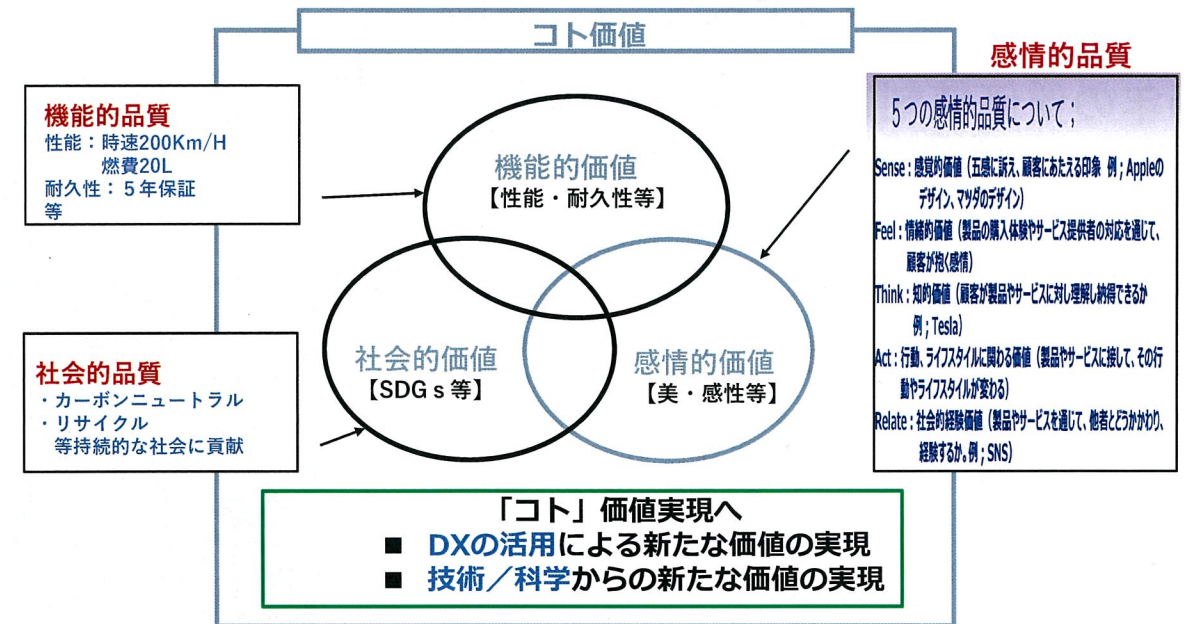 コト価値
感情的品質
機能的品質
性能：時速200Km/H
燃費20L
耐久性：５年保証
等
機能的価値
【性能・耐久性等】
社会的価値
【SDGｓ等】
感情的価値
【美・感性等】
社会的品質
・カーボンニュートラル
・リサイクル
等持続的な社会に貢献
５つの感情的品質について；
Sense：感覚的価値（五感に訴え、顧客にあたえる印象 例；Appleの
デザイン、マツダのデザイン）
Feel：情緒的価値（製品の購入体験やサービス提供者の対応を通じて、
顧客が抱く感情）
Think：知的価値（顧客が製品やサービスに対し理解し納得できるか
例；Tesla）
Act：行動、ライフスタイルに関わる価値（製品やサービスに接して、その行
動やライフスタイルが変わる）
Relate：社会的経験価値（製品やサービスを通じて、他者とどうかかわり、
経験するか。例；SNS）
「コト」価値実現へ
■ DXの活用による新たな価値の実現
■ 技術／科学からの新たな価値の実現